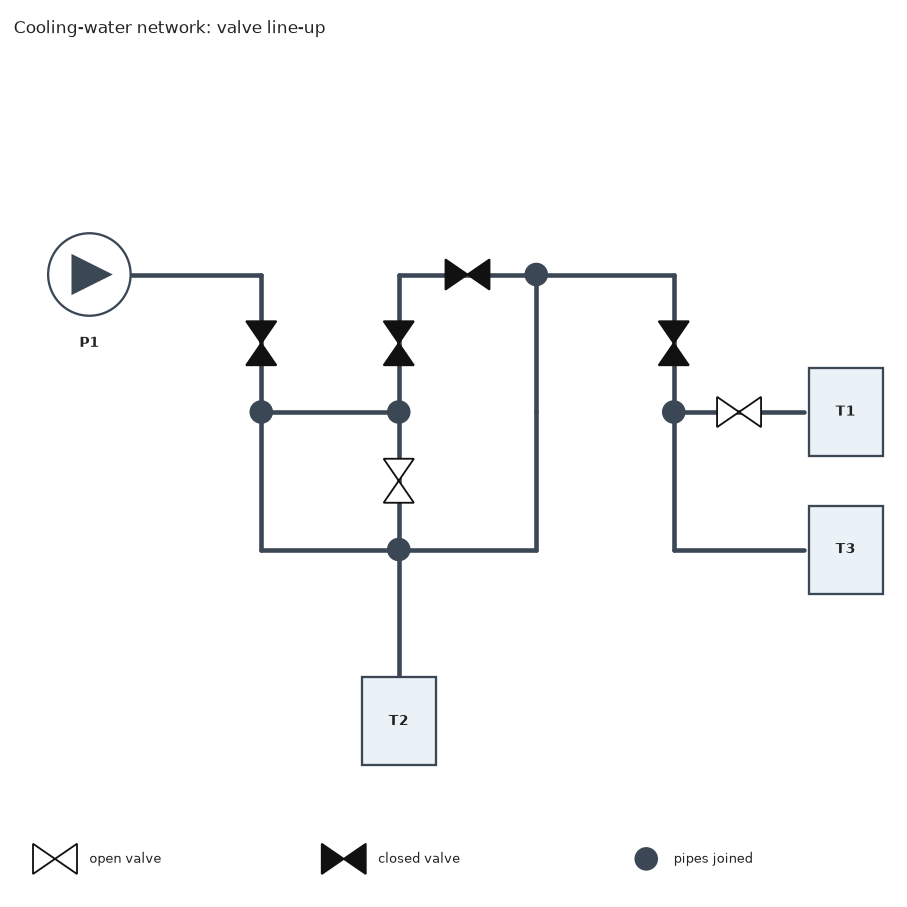 Cooling-water network: valve line-up
P1
T1
T3
T2
open valve
closed valve
pipes joined